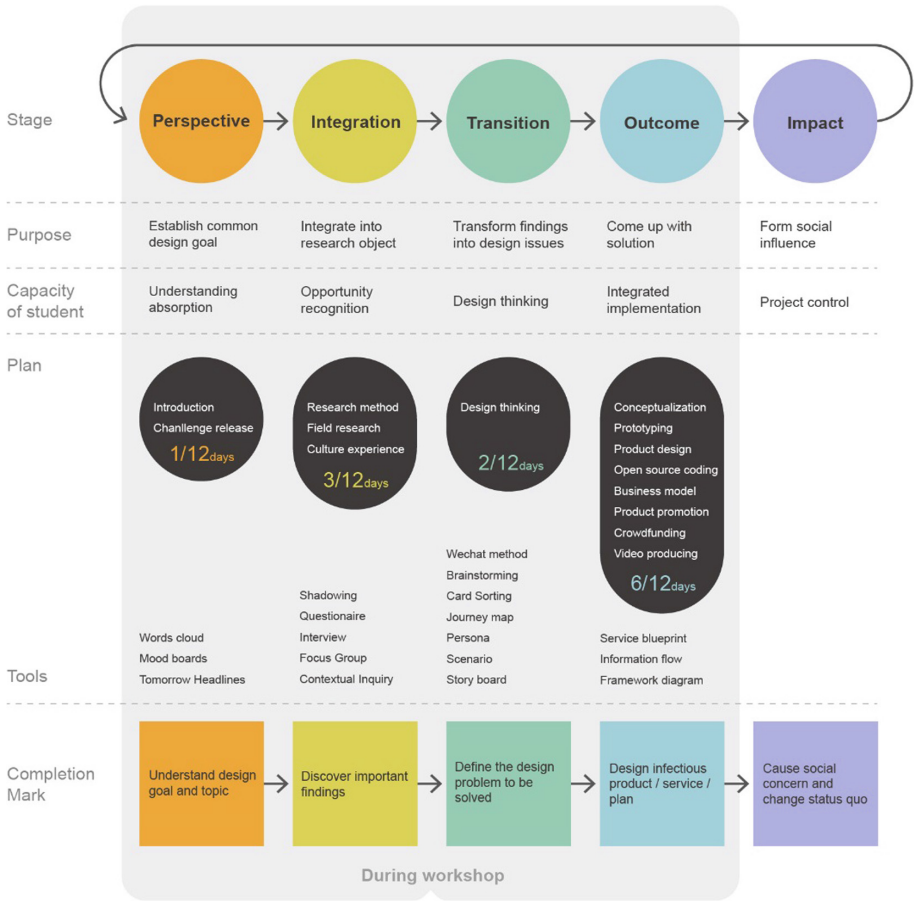 Stage
Perspective
Integration
Transition
Outcome
Impact
Purpose
Establish common
design goal
Integrate into
research object
Transform findings
into design issues
Come up with
solution
Form social
influence
Capacity
of student
Understanding
absorption
Opportunity
recognition
Design thinking
Integrated
implementation
Project control
Plan
Introduction
Chanllenge release
1/12days
Research method
Field research
Culture experience
3/12days
Design thinking
2/12days
Conceptualization
Prototyping
Product design
Open source coding
Business model
Product promotion
Crowdfunding
Video producing
6/12days
Tools
Words cloud
Mood boards
Tomorrow Headlines
Shadowing
Questionaire
Interview
Focus Group
Contextual Inquiry
Wechat method
Brainstorming
Card Sorting
Journey map
Persona
Scenario
Story board
Service blueprint
Information flow
Framework diagram
Completion
Mark
Understand design
goal and topic
Discover important
findings
Define the design
problem to be
solved
Design infectious
product / service /
plan
Cause social
concern and
change status quo
During workshop